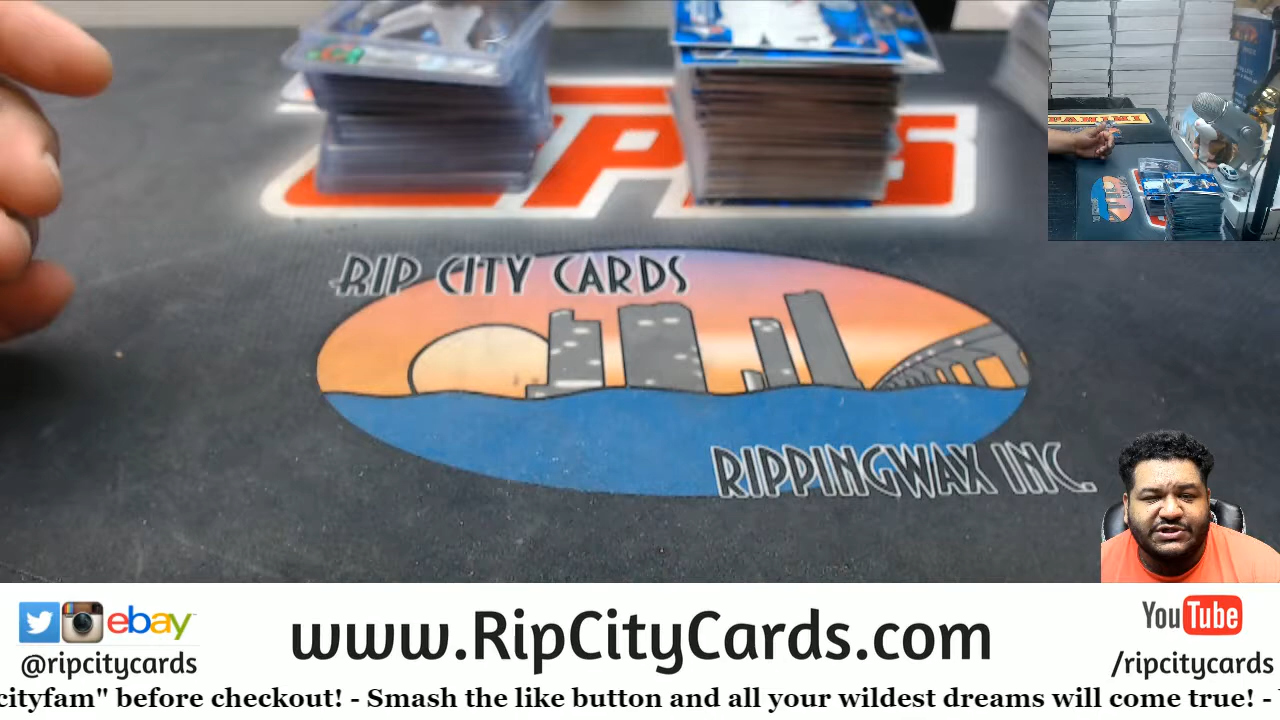 RIP CITY CARDS
RIPPINGWAX INC.
ebay
www.RipCityCards.com
YouTube
@ripcitycards
/ripcitycards
cityfam" before checkout! - Smash the like button and all your wildest dreams will come true! -